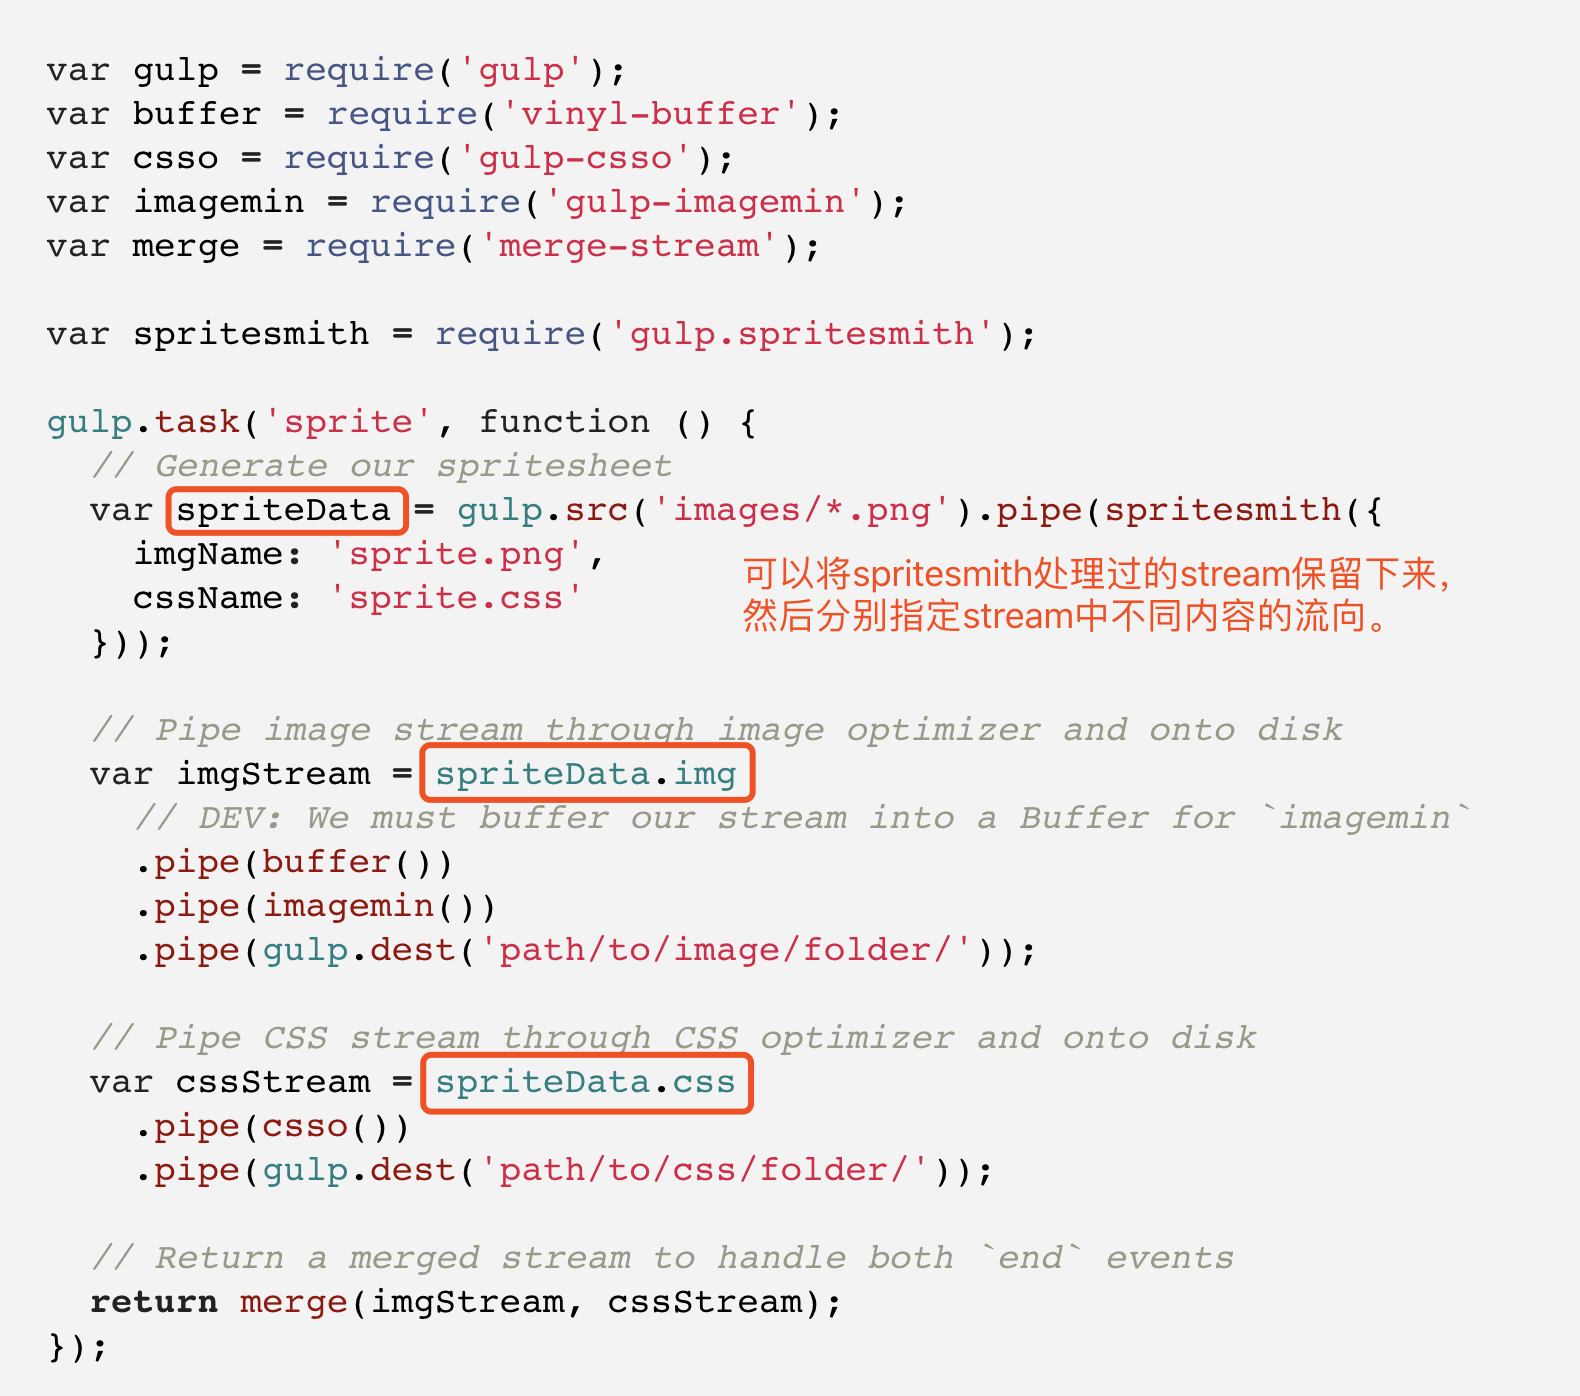 var gulp = require('gulp');
var buffer = require('vinyl-buffer');
var csso = require('gulp-csso');
var imagemin = require('gulp-imagemin');
var merge = require('merge-stream');
var spritesmith = require('gulp.spritesmith');
gulp.task('sprite', function () {
// Generate our spritesheet
var spriteData = gulp.src('images/*.png').pipe(spritesmith({
imgName: 'sprite.png',
cssName: 'sprite.css'
可以将spritesmith处理过的stream保留下来，
然后分别指定stream中不同内容的流向。
}));
// Pipe image stream through image optimizer and onto disk
var imgStream = spriteData.img
// DEV: We must buffer our stream into a Buffer for `imagemin`
.pipe(buffer())
.pipe(imagemin())
.pipe(gulp.dest('path/to/image/folder/'));
// Pipe CSS stream through CSS optimizer and onto disk
var cssStream = spriteData.css
.pipe(csso())
.pipe(gulp.dest('path/to/css/folder/'));
// Return a merged stream to handle both `end` events
return merge(imgStream, cssStream);
});